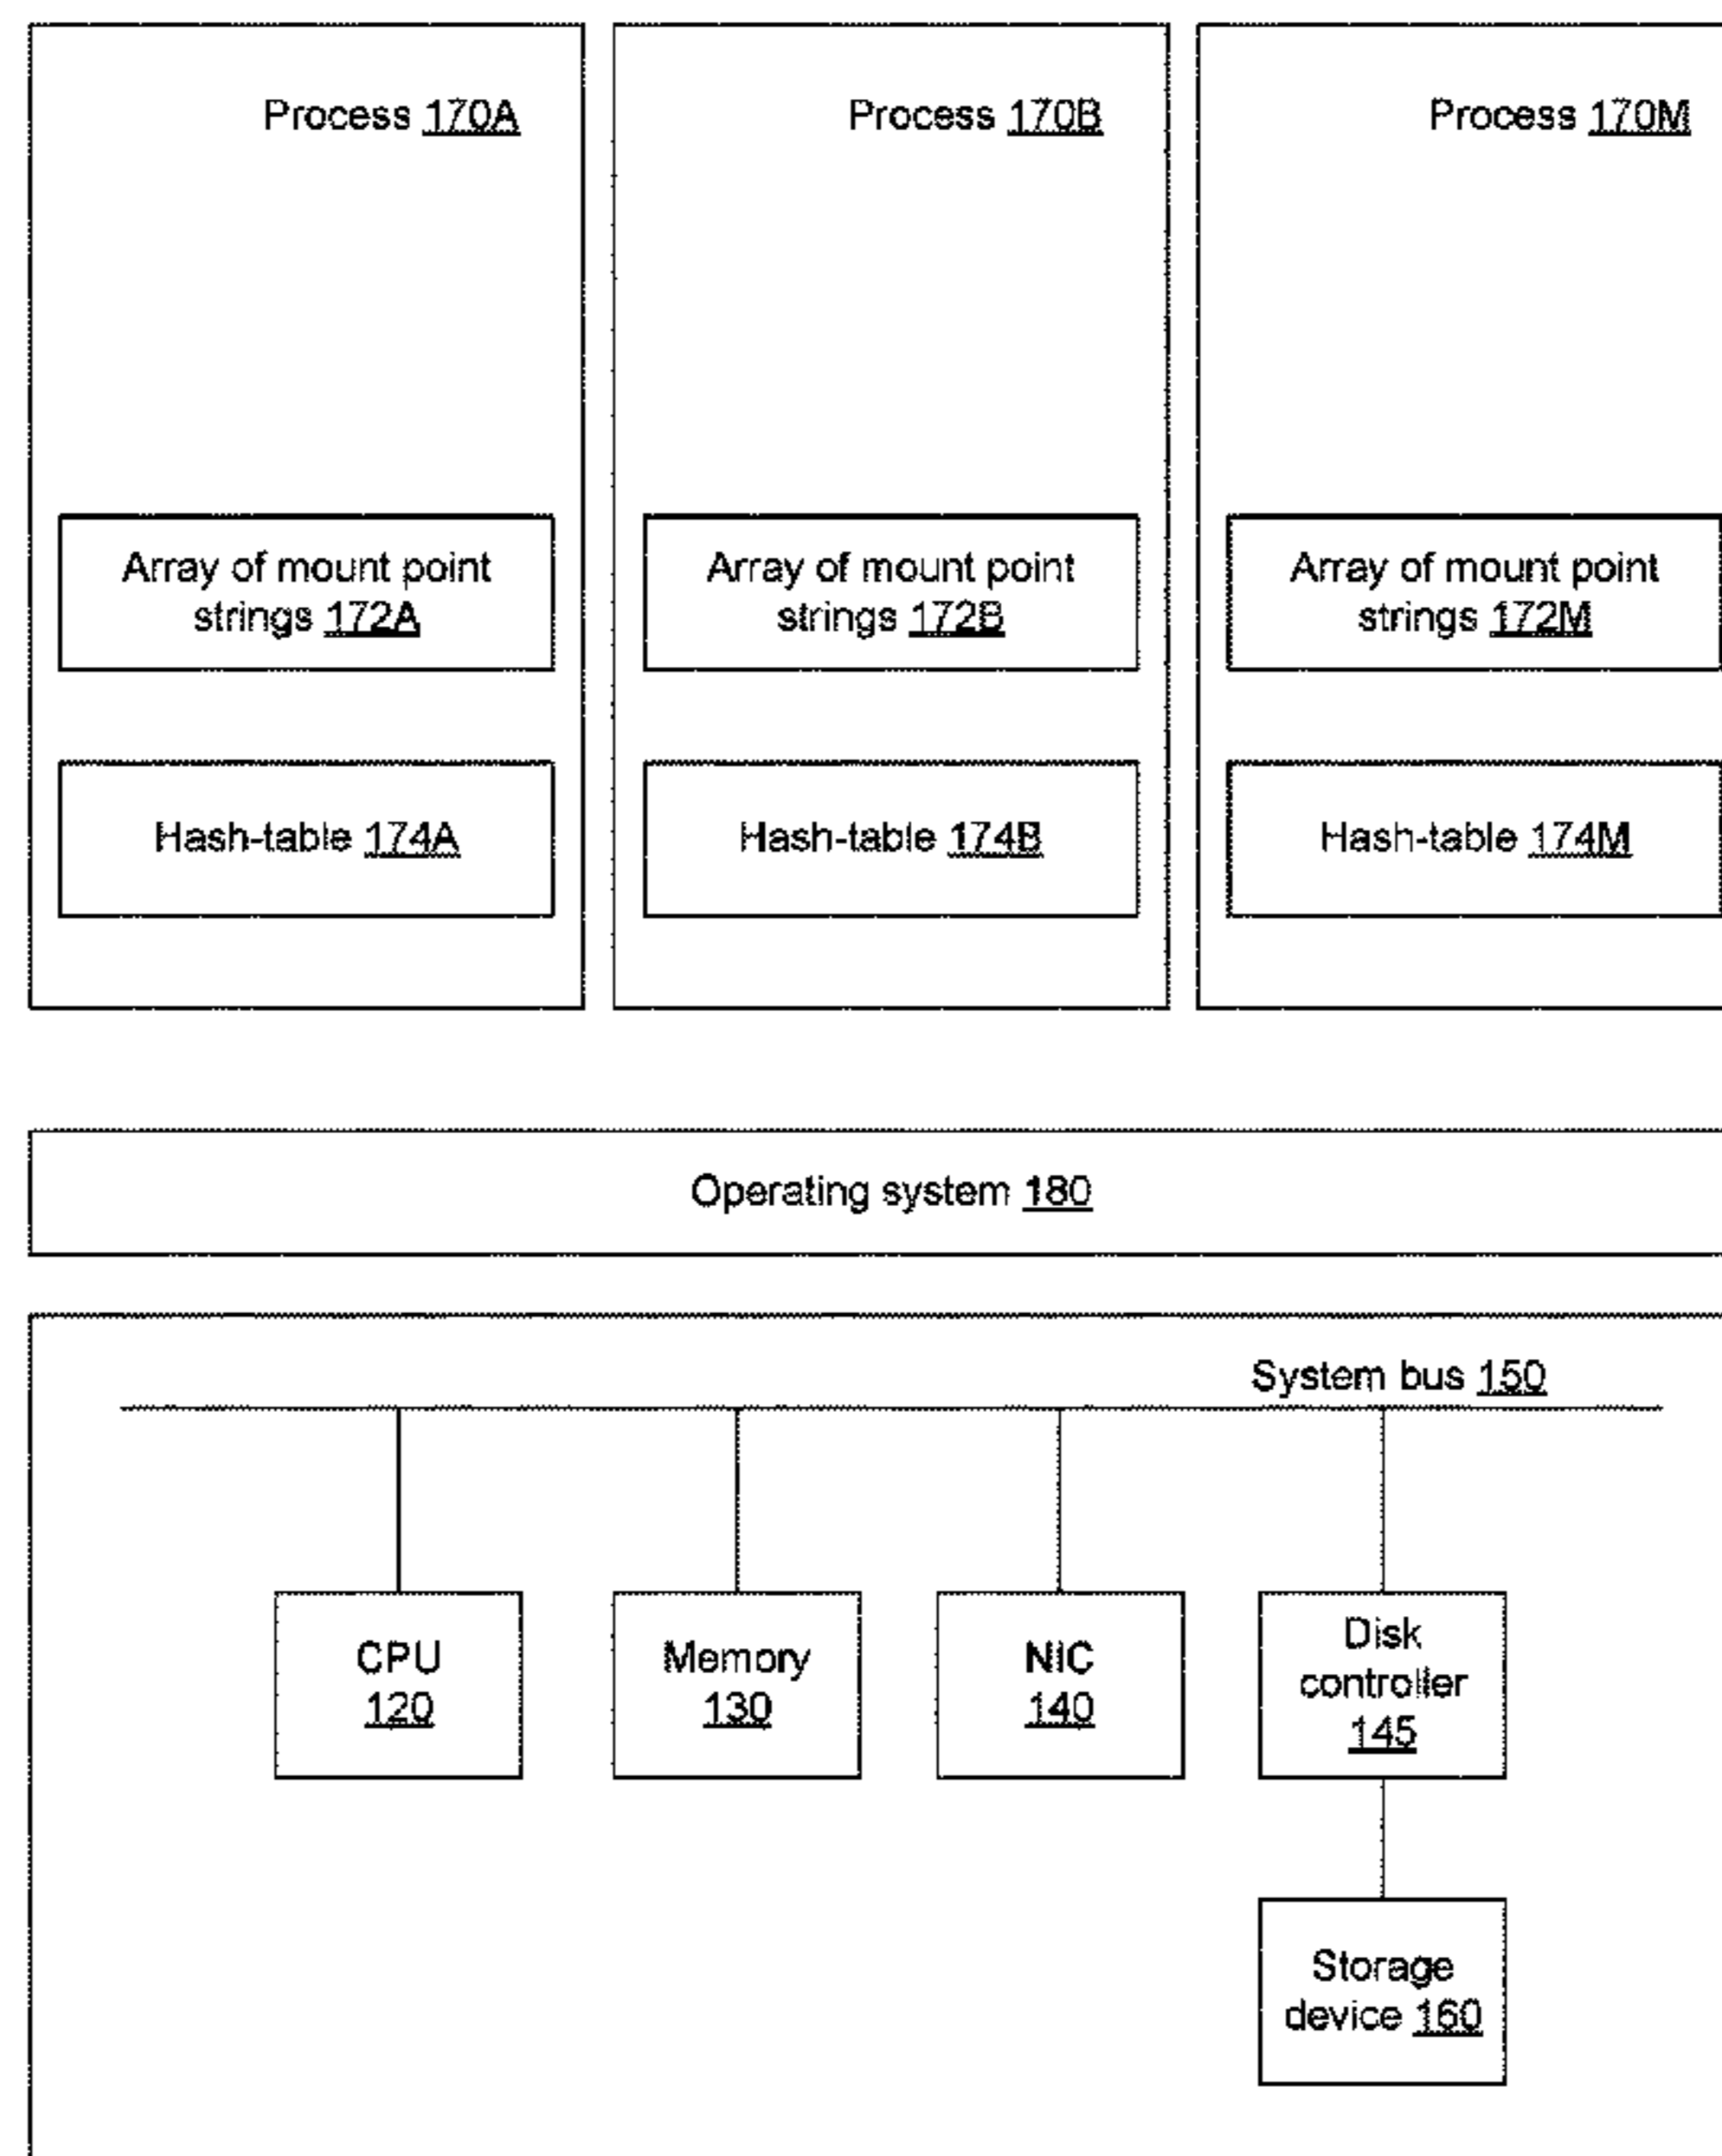 Process 170A
Process 170B
Process 170M
Array of mount point
strings 172A
Array of mount point
strings 172B
Array of mount point
strings 172M
Hash-table 174A
Hash-table 174B
Hash-table 174M
Operating system 180
System bus 150
CPU
120
Memory
130
NIC
140
Disk
controller
145
Storage
device 160